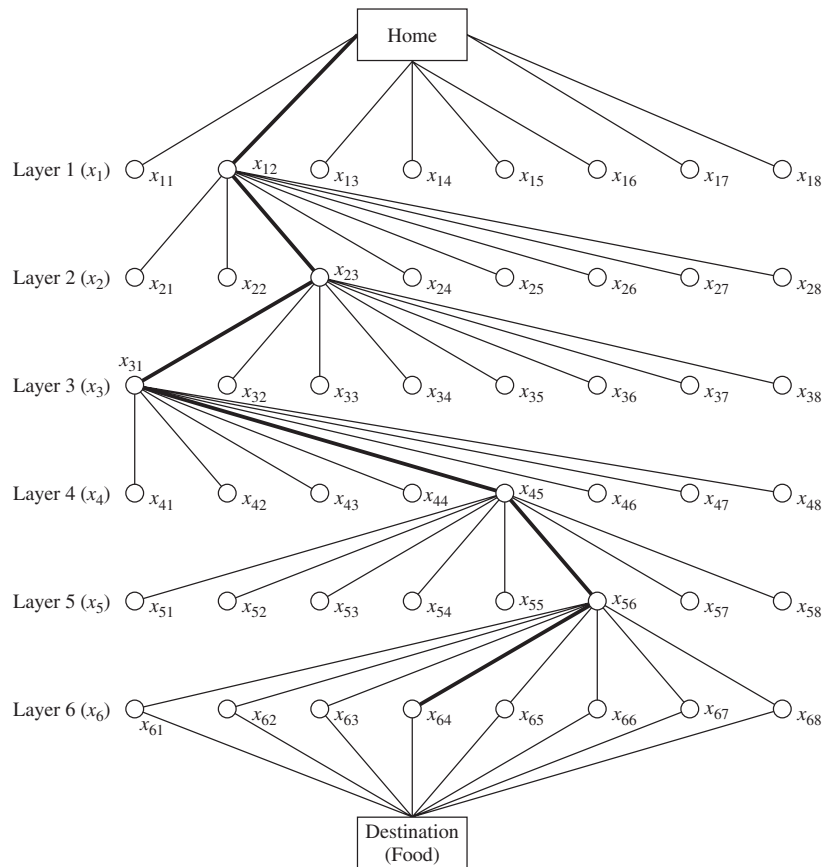 Home
Layer 1 (x₁) x₁₁ x₁₂ x₁₃ x₁₄ x₁₅ x₁₆ x₁₇ x₁₈
Layer 2 (x₂) x₂₁ x₂₂ x₂₃ x₂₄ x₂₅ x₂₆ x₂₇ x₂₈
Layer 3 (x₃) x₃₁ x₃₂ x₃₃ x₃₄ x₃₅ x₃₆ x₃₇ x₃₈
Layer 4 (x₄) x₄₁ x₄₂ x₄₃ x₄₄ x₄₅ x₄₆ x₄₇ x₄₈
Layer 5 (x₅) x₅₁ x₅₂ x₅₃ x₅₄ x₅₅ x₅₆ x₅₇ x₅₈
Layer 6 (x₆) x₆₁ x₆₂ x₆₃ x₆₄ x₆₅ x₆₆ x₆₇ x₆₈
Destination
(Food)